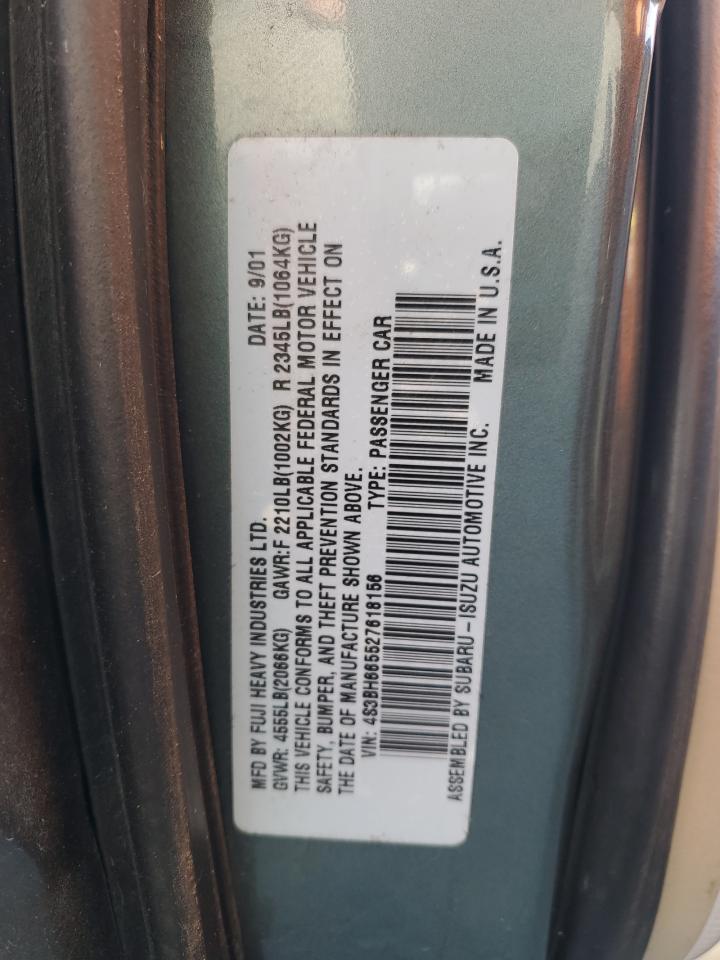 MFD BY FUJI HEAVY INDUSTRIES LTD. DATE: 9/01
GVWR: 4555LB(2066KG) GAWR:F 2210LB(1002KG) R 2345LB(1064KG)
THIS VEHICLE CONFORMS TO ALL APPLICABLE FEDERAL MOTOR VEHICLE
SAFETY, BUMPER, AND THEFT PREVENTION STANDARDS IN EFFECT ON
THE DATE OF MANUFACTURE SHOWN ABOVE.
VIN: 4S3BH665527618156 TYPE: PASSENGER CAR
ASSEMBLED BY SUBARU-ISUZU AUTOMOTIVE INC. MADE IN U.S.A.